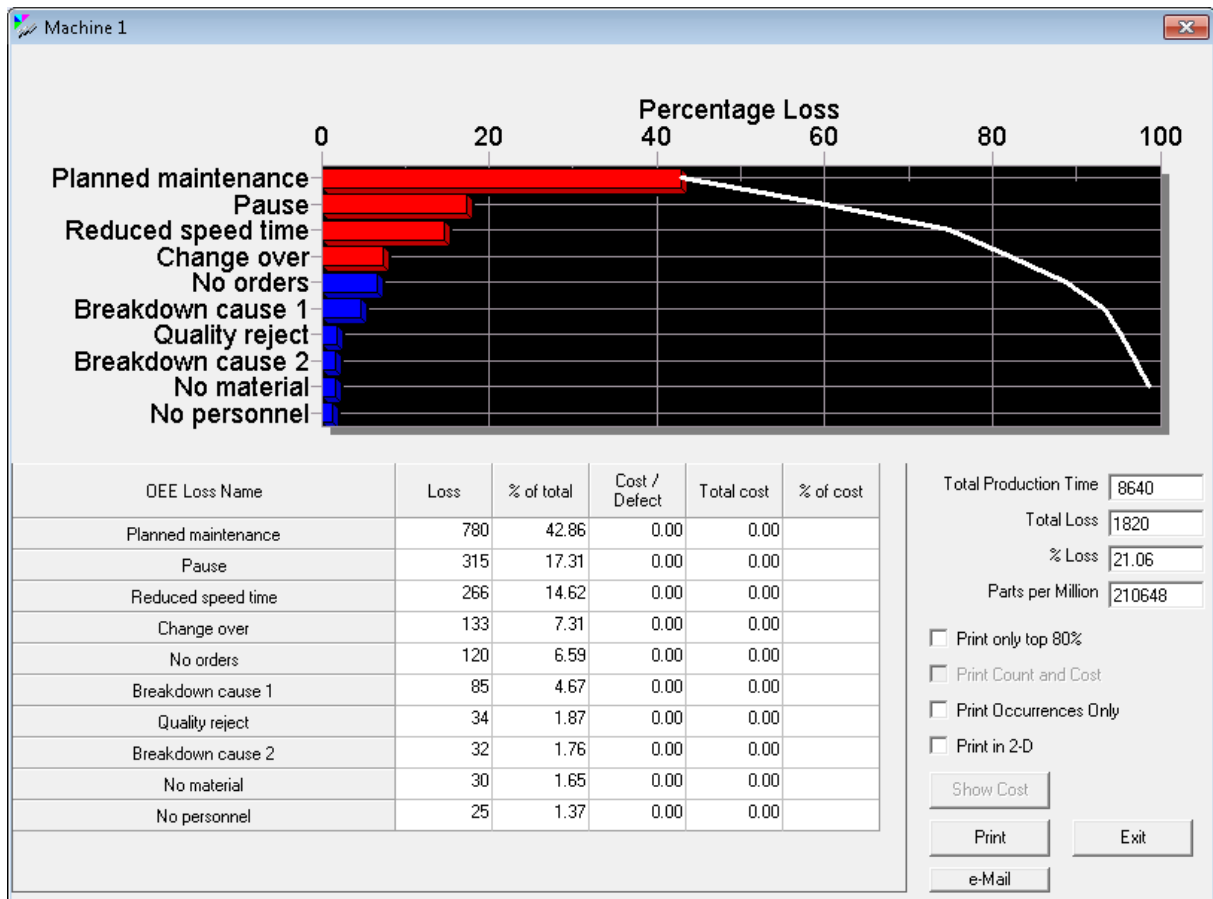 Machine 1
Percentage Loss
0 20 40 60 80 100
Planned maintenance
Pause
Reduced speed time
Change over
No orders
Breakdown cause 1
Quality reject
Breakdown cause 2
No material
No personnel
OEE Loss Name Loss % of total Cost / Defect Total cost % of cost
Planned maintenance 780 42.86 0.00 0.00
Pause 315 17.31 0.00 0.00
Reduced speed time 266 14.62 0.00 0.00
Change over 133 7.31 0.00 0.00
No orders 120 6.59 0.00 0.00
Breakdown cause 1 85 4.67 0.00 0.00
Quality reject 34 1.87 0.00 0.00
Breakdown cause 2 32 1.76 0.00 0.00
No material 30 1.65 0.00 0.00
No personnel 25 1.37 0.00 0.00
Total Production Time 8640
Total Loss 1820
% Loss 21.06
Parts per Million 210648
Print only top 80%
Print Count and Cost
Print Occurrences Only
Print in 2-D
Show Cost
Print Exit
e-Mail